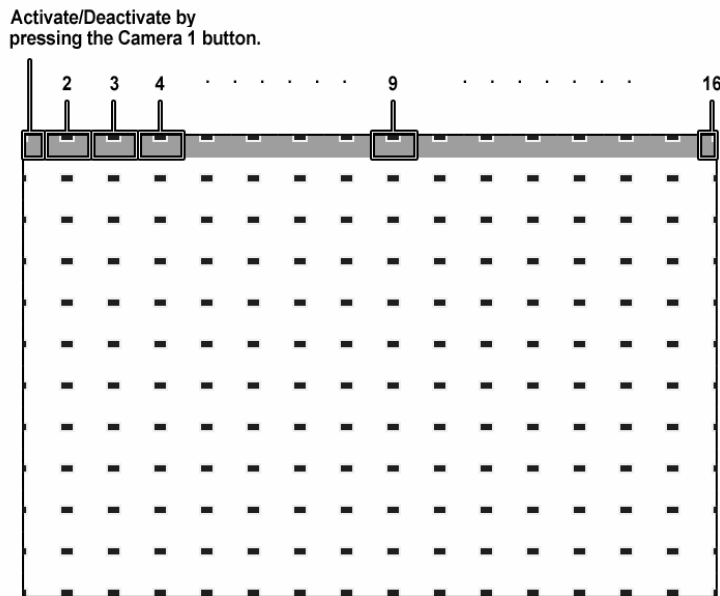 Activate/Deactivate by
pressing the Camera 1 button.
2 3 4 · · · · · · 9 · · · · · · · 16